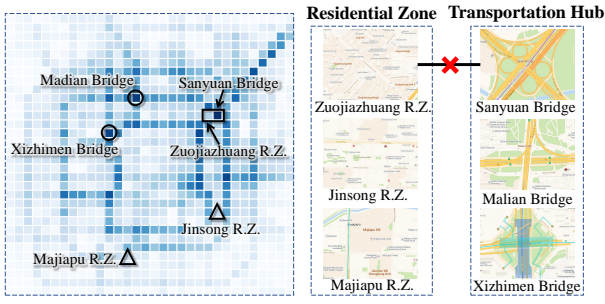 Residential Zone
Transportation Hub
Madian Bridge
Sanyuan Bridge
Xizhimen Bridge
Zuojiazhuang R.Z.
Jinsong R.Z.
Majiapu R.Z.
Zuojiazhuang R.Z.
Sanyuan Bridge
Jinsong R.Z.
Malian Bridge
Majiapu R.Z.
Xizhimen Bridge